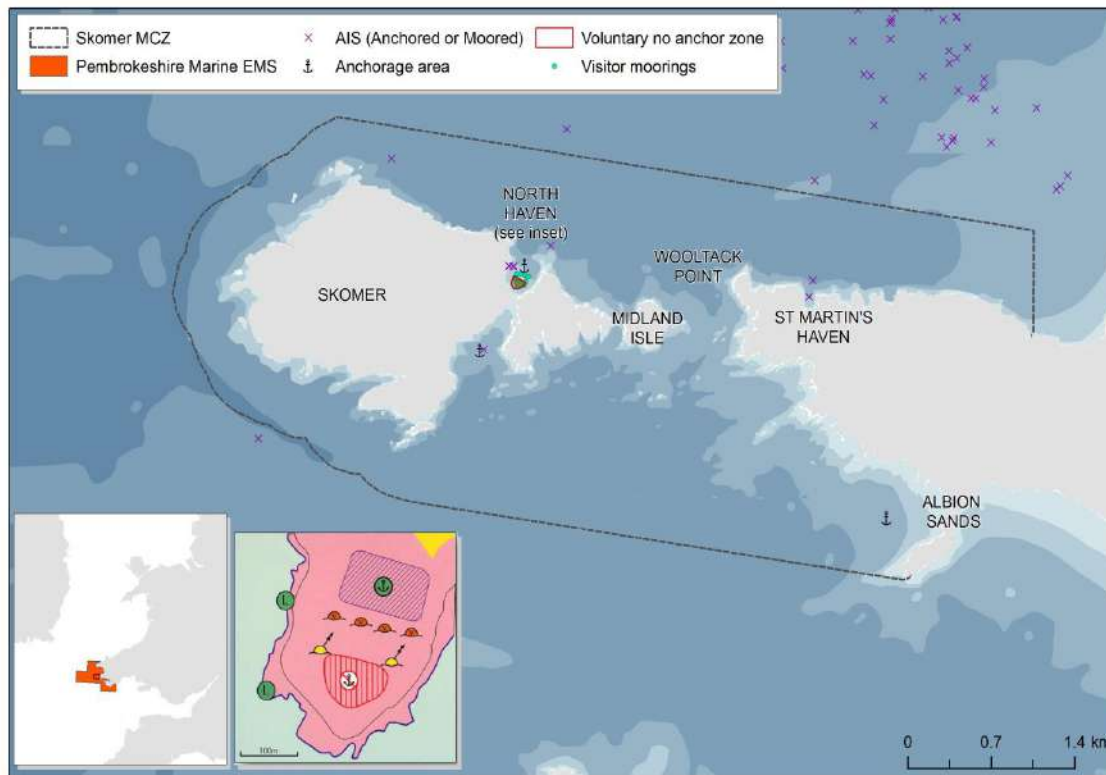 Skomer MCZ
AIS (Anchored or Moored)
Voluntary no anchor zone
Pembrokeshire Marine EMS
Anchorage area
Visitor moorings
NORTH
HAVEN
(see inset)
WOOLTACK
POINT
SKOMER
MIDLAND
ISLE
ST MARTIN'S
HAVEN
ALBION
SANDS
L
L
100m
0 0.7 1.4 km